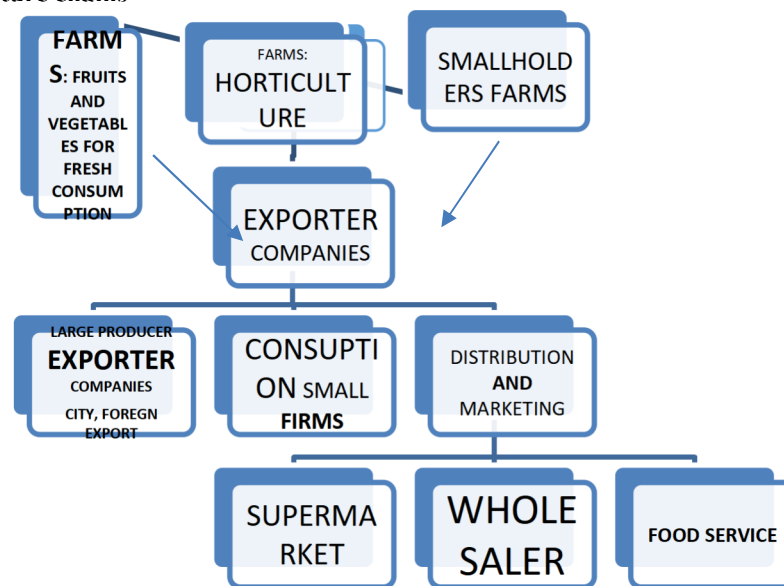 FARM
S: FRUITS
AND
VEGETABL
ES FOR
FRESH
CONSUM
PTION
FARMS:
HORTICULT
URE
SMALLHOLD
ERS FARMS
EXPORTER
COMPANIES
LARGE PRODUCER
EXPORTER
COMPANIES
CITY, FOREGN
EXPORT
CONSUPTI
ON SMALL
FIRMS
DISTRIBUTION
AND
MARKETING
SUPERMA
RKET
WHOLE
SALER
FOOD SERVICE